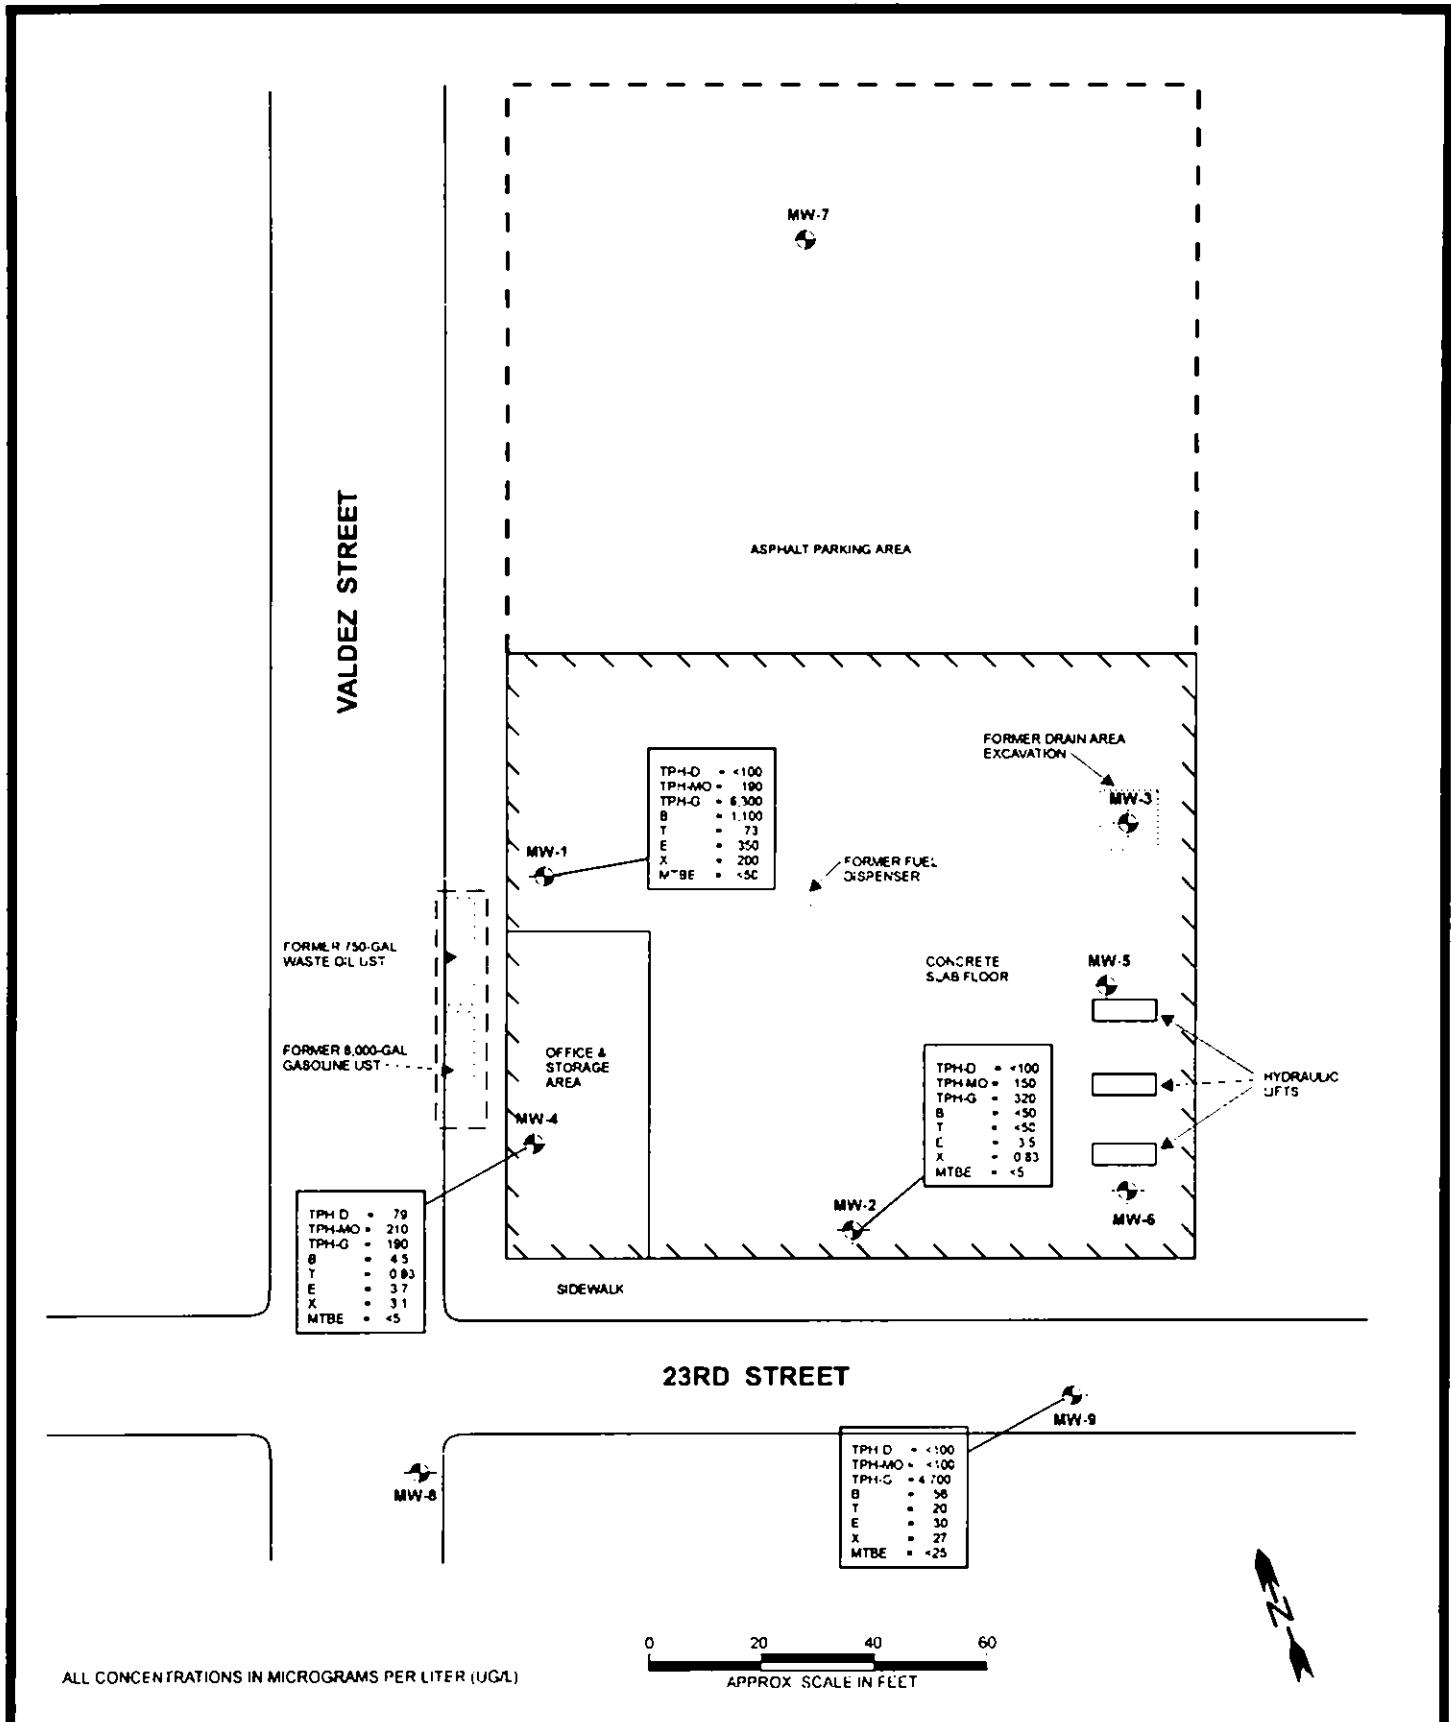 MW-7
VALDEZ STREET
ASPHALT PARKING AREA
FORMER DRAIN AREA
EXCAVATION
MW-3
TPH-D = <100
TPH-MO = 190
TPH-G = 6,300
B = 1,100
T = 73
E = 350
X = 200
MTBE = <50
MW-1
FORMER FUEL
DISPENSER
FORMER 750-GAL
WASTE OIL UST
CONCRETE
SLAB FLOOR
MW-5
FORMER 8,000-GAL
GASOLINE UST
OFFICE &
STORAGE
AREA
TPH-D = <100
TPH-MO = 150
TPH-G = 320
B = <50
T = <50
E = 3.5
X = 0.83
MTBE = <5
HYDRAULIC
LIFTS
MW-4
MW-2
MW-6
TPH-D = 79
TPH-MO = 210
TPH-G = 190
B = 4.5
T =
E = 3.7
X = 3.1
MTBE = <5
SIDEWALK
23RD STREET
MW-9
TPH-D = <100
TPH-MO = <100
TPH-G = 4,700
B =
T = 20
E = 30
X = 27
MTBE = <25
MW-8
N
0 20 40 60
APPROX SCALE IN FEET
ALL CONCENTRATIONS IN MICROGRAMS PER LITER (UG/L)